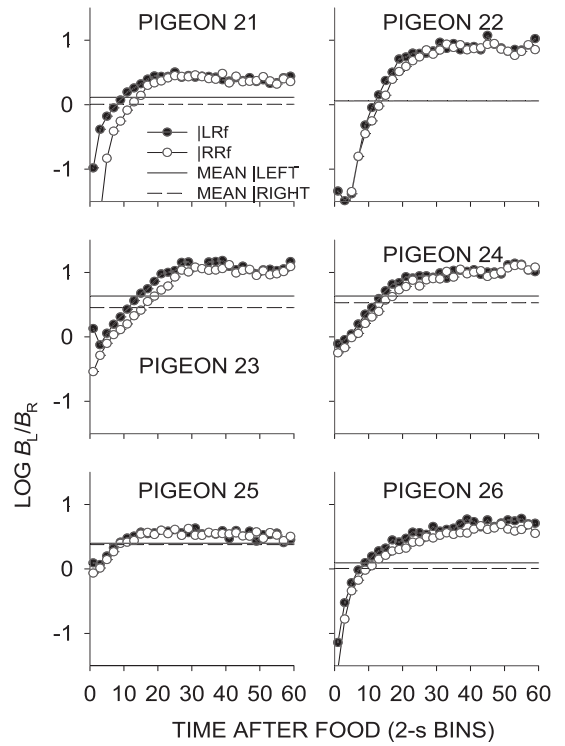 PIGEON 21
PIGEON 22
1
0
-1
|LRf
|RRf
MEAN |LEFT
MEAN |RIGHT
PIGEON 23
PIGEON 24
1
0
-1
LOG B_L/B_R
PIGEON 25
PIGEON 26
1
0
-1
0 10 20 30 40 50 60
0 10 20 30 40 50 60
TIME AFTER FOOD (2-s BINS)